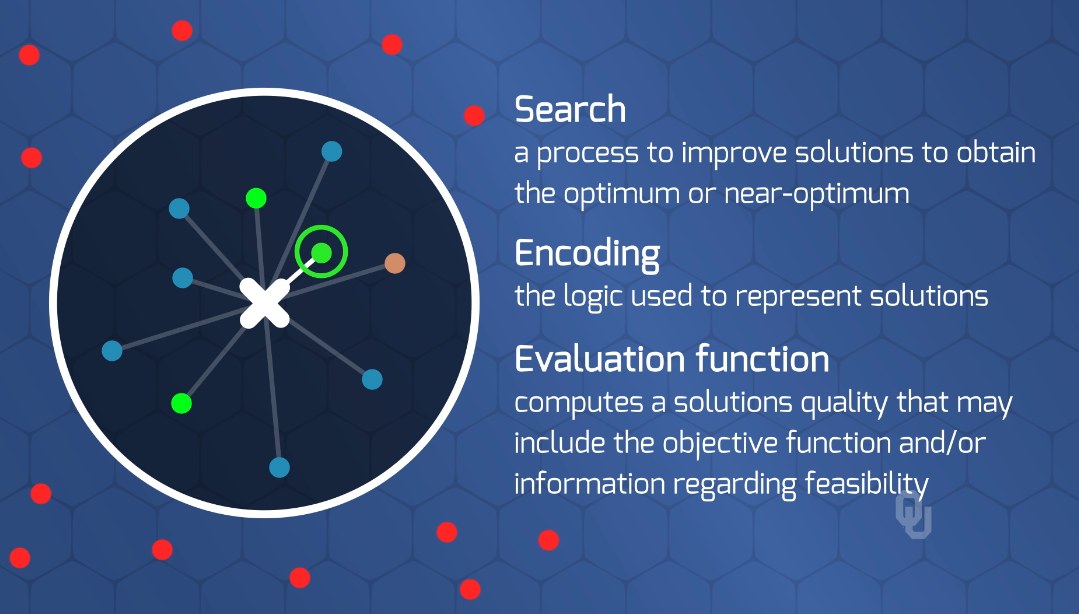 Search
a process to improve solutions to obtain
the optimum or near-optimum
Encoding
the logic used to represent solutions
Evaluation function
computes a solutions quality that may
include the objective function and/or
information regarding feasibility
OU